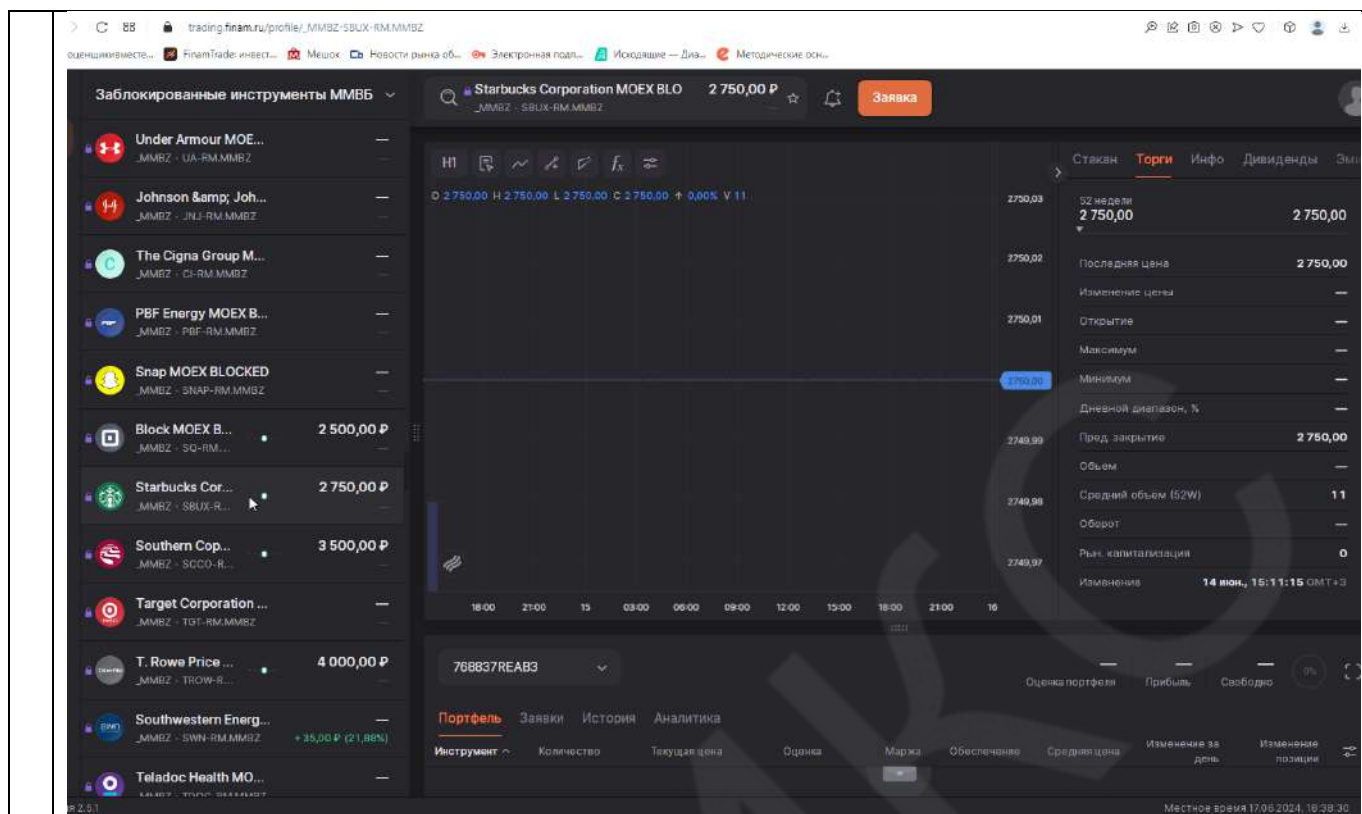 trading.finam.ru/profile/_MMBZ-SBUX-RM.MMBZ
оценщикивместе... FinamTrade: инвест... Мешок Новости рынка об... Электронная подп... Исходящие — Диа... Методические осн...
Заблокированные инструменты ММВБ
Starbucks Corporation MOEX BLO 2 750,00 ₽
_MMBZ · SBUX-RM.MMBZ
Заявка
Under Armour MOE... —
_MMBZ · UA-RM.MMBZ —
Johnson &amp; Joh... —
_MMBZ · JNJ-RM.MMBZ —
The Cigna Group M... —
_MMBZ · CI-RM.MMBZ —
PBF Energy MOEX B... —
_MMBZ · PBF-RM.MMBZ —
Snap MOEX BLOCKED —
_MMBZ · SNAP-RM.MMBZ —
Block MOEX B... 2 500,00 ₽
_MMBZ · SQ-RM... —
Starbucks Cor... 2 750,00 ₽
_MMBZ · SBUX-R... —
Southern Cop... 3 500,00 ₽
_MMBZ · SCCO-R... —
Target Corporation ... —
_MMBZ · TGT-RM.MMBZ —
T. Rowe Price ... 4 000,00 ₽
_MMBZ · TROW-R... —
Southwestern Energ... —
_MMBZ · SWN-RM.MMBZ + 35,00 ₽ (21,88%)
Teladoc Health MO... —
_MMBZ · TDOC-RM.MMBZ
H1
O 2 750,00 H 2 750,00 L 2 750,00 C 2 750,00 ↑ 0,00% V 11
2750,03
2750,02
2750,01
2750,00
2749,99
2749,98
2749,97
18:00 21:00 15 03:00 06:00 09:00 12:00 15:00 18:00 21:00 16
Стакан Торги Инфо Дивиденды Эми
52 недели
2 750,00 2 750,00
Последняя цена 2 750,00
Изменение цены —
Открытие —
Максимум —
Минимум —
Дневной диапазон, % —
Пред. закрытие 2 750,00
Объем —
Средний объем (52W) 11
Оборот —
Рын. капитализация 0
Изменение 14 июн., 15:11:15 GMT+3
768837REAB3
— — — 0%
Оценка портфеля Прибыль Свободно
Портфель Заявки История Аналитика
Инструмент Количество Текущая цена Оценка Маржа Обеспечение Средняя цена Изменение за день Изменение позиции
я 2.5.1
Местное время 17.06.2024, 16:38:30